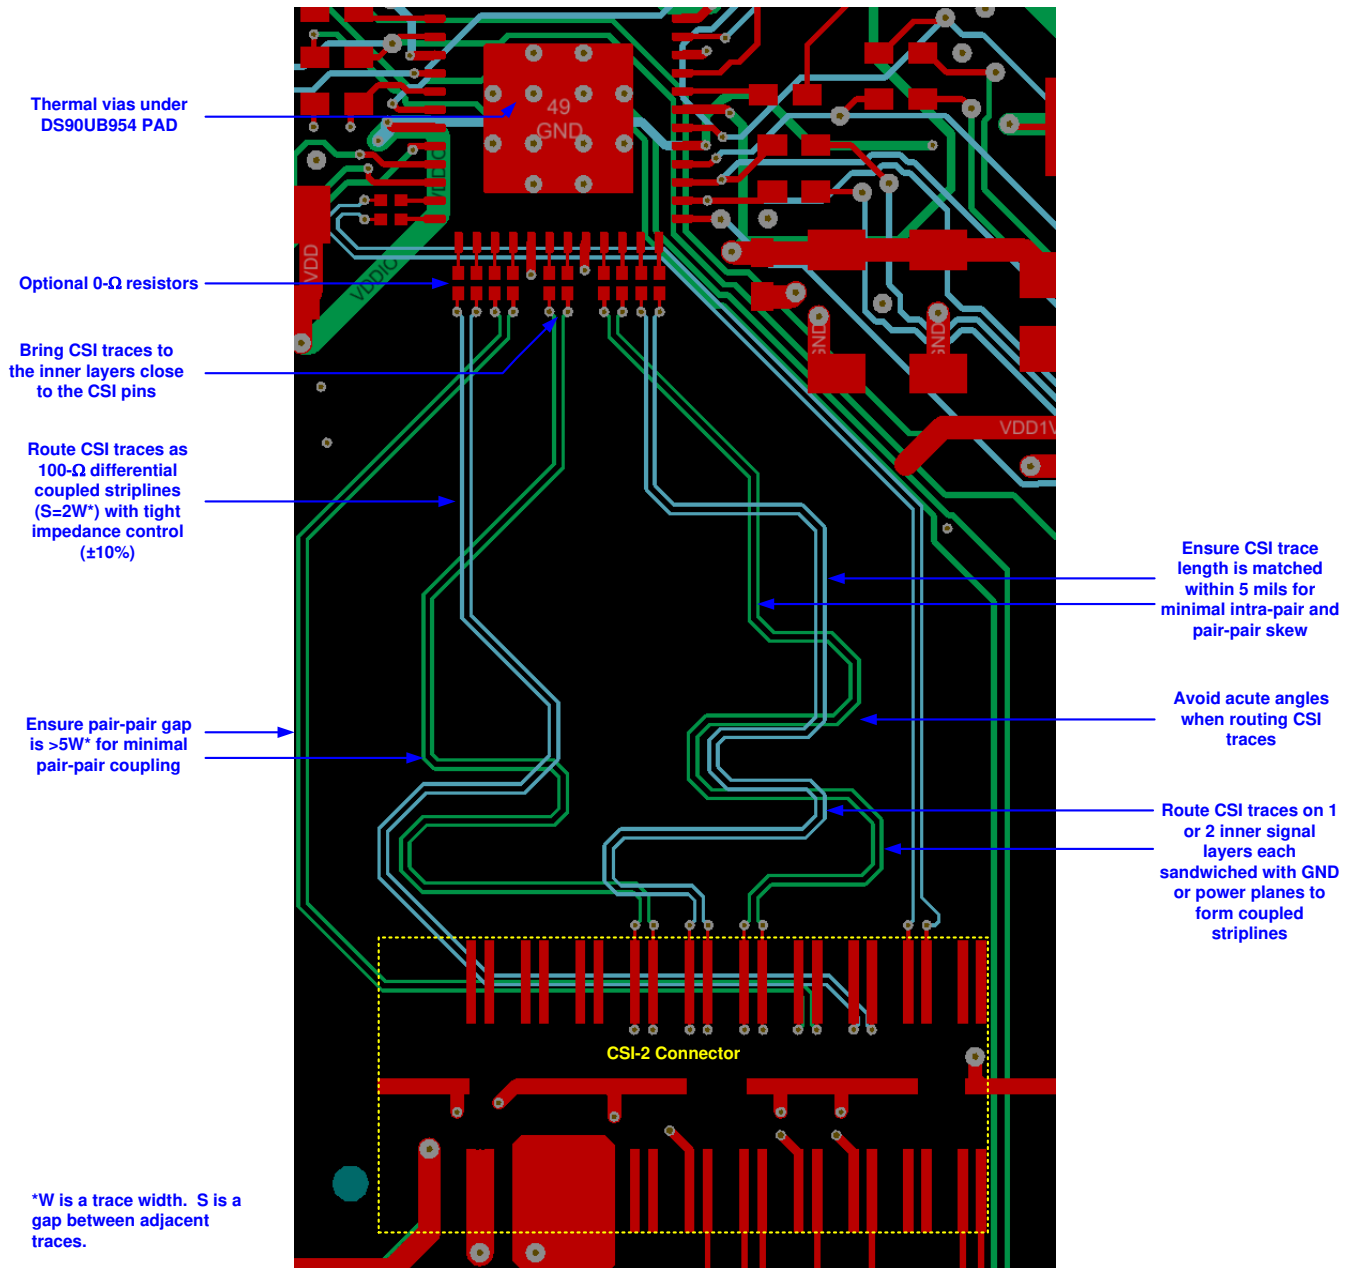 Thermal vias under
DS90UB954 PAD
49
GND
VDDIO
VDD
VDDIO
Optional 0-Ω resistors
Bring CSI traces to
the inner layers close
to the CSI pins
GND
GND
VDD1V
Route CSI traces as
100-Ω differential
coupled striplines
(S=2W*) with tight
impedance control
(±10%)
Ensure CSI trace
length is matched
within 5 mils for
minimal intra-pair and
pair-pair skew
Ensure pair-pair gap
is >5W* for minimal
pair-pair coupling
Avoid acute angles
when routing CSI
traces
Route CSI traces on 1
or 2 inner signal
layers each
sandwiched with GND
or power planes to
form coupled
striplines
CSI-2 Connector
*W is a trace width. S is a
gap between adjacent
traces.